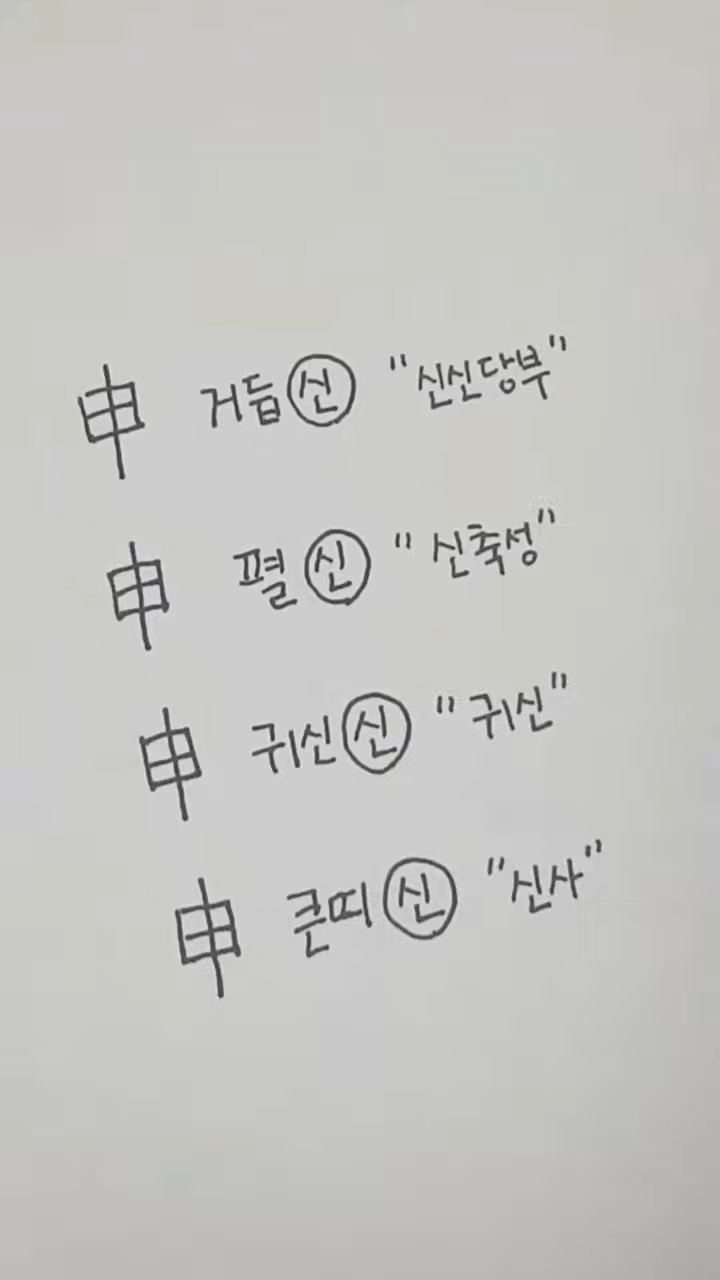 申 거듭 신 "신신당부"
申 펼 신 "신축성"
申 귀신 신 "귀신"
申 큰띠 신 "신사"